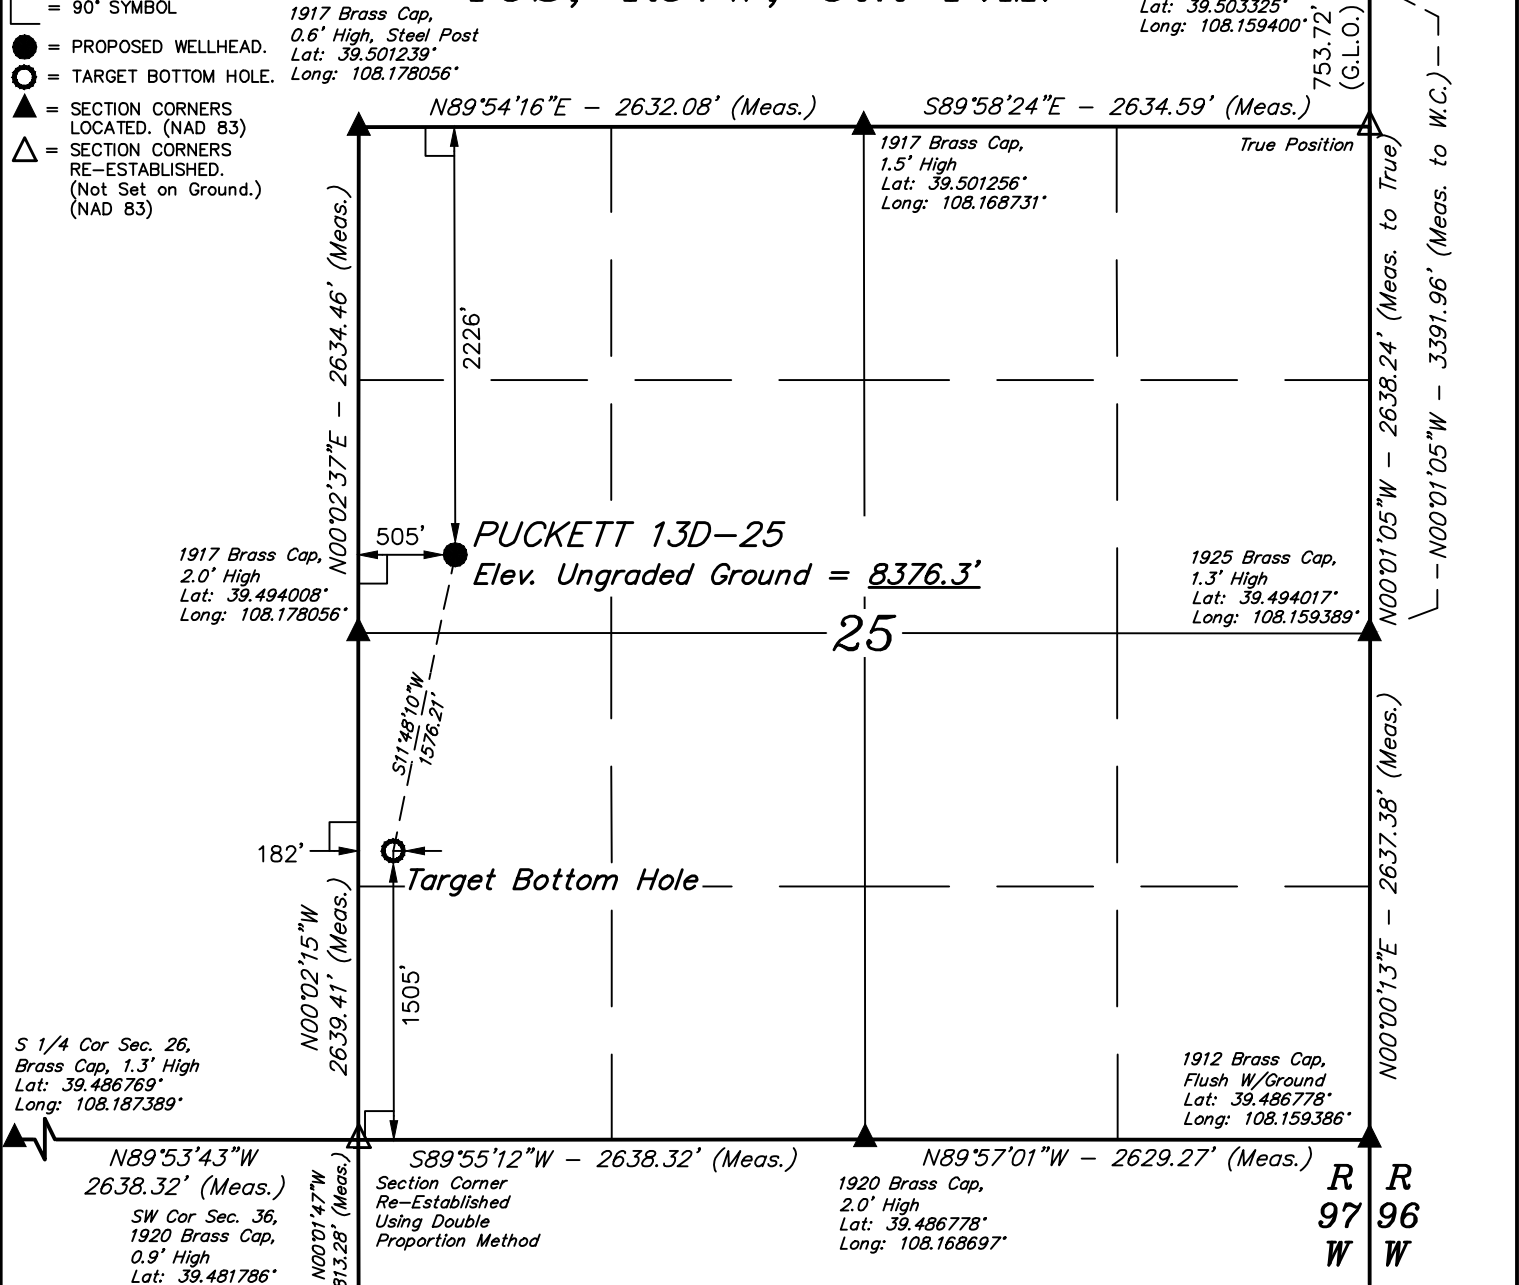 = 90° SYMBOL
= PROPOSED WELLHEAD.
= TARGET BOTTOM HOLE.
= SECTION CORNERS
LOCATED. (NAD 83)
= SECTION CORNERS
RE-ESTABLISHED.
(Not Set on Ground.)
(NAD 83)
1917 Brass Cap,
0.6' High, Steel Post
Lat: 39.501239°
Long: 108.178056°
Lat: 39.503325°
Long: 108.159400°
753.72'
(G.L.O.)
N89°54'16"E - 2632.08' (Meas.)
S89°58'24"E - 2634.59' (Meas.)
1917 Brass Cap,
1.5' High
Lat: 39.501256°
Long: 108.168731°
True Position
N00°02'37"E - 2634.46' (Meas.)
2226'
N00°01'05"W - 2638.24' (Meas. to True)
N00°01'05"W - 3391.96' (Meas. to W.C.)
505'
PUCKETT 13D-25
Elev. Ungraded Ground = 8376.3'
1917 Brass Cap,
2.0' High
Lat: 39.494008°
Long: 108.178056°
1925 Brass Cap,
1.3' High
Lat: 39.494017°
Long: 108.159389°
25
S11°48'10"W
1576.21'
182'
Target Bottom Hole
N00°02'15"W
2639.41' (Meas.)
1505'
N00°00'13"E - 2637.38' (Meas.)
S 1/4 Cor Sec. 26,
Brass Cap, 1.3' High
Lat: 39.486769°
Long: 108.187389°
1912 Brass Cap,
Flush W/Ground
Lat: 39.486778°
Long: 108.159386°
N89°53'43"W
2638.32' (Meas.)
S89°55'12"W - 2638.32' (Meas.)
N89°57'01"W - 2629.27' (Meas.)
SW Cor Sec. 36,
1920 Brass Cap,
0.9' High
Lat: 39.481786°
N00°01'47"W
813.28' (Meas.)
Section Corner
Re-Established
Using Double
Proportion Method
1920 Brass Cap,
2.0' High
Lat: 39.486778°
Long: 108.168697°
R R
97 96
W W